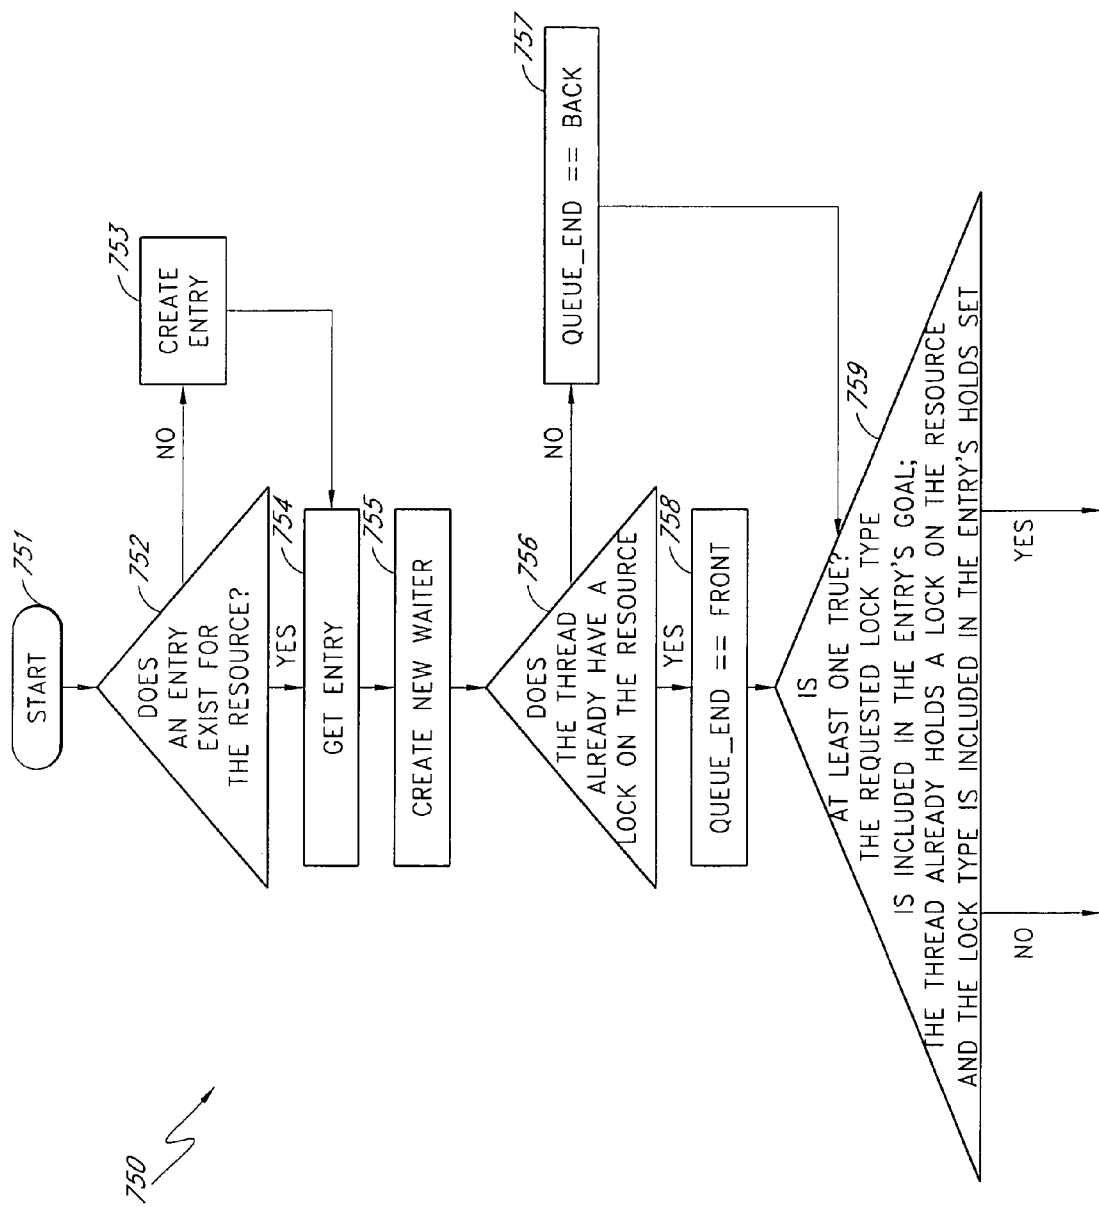 750
START
751
DOES
AN ENTRY
EXIST FOR
THE RESOURCE?
752
NO
CREATE
ENTRY
753
YES
GET ENTRY
754
CREATE NEW WAITER
755
DOES
THE THREAD
ALREADY HAVE A
LOCK ON THE RESOURCE
756
NO
QUEUE_END == BACK
757
YES
QUEUE_END == FRONT
758
IS
AT LEAST ONE TRUE?
THE REQUESTED LOCK TYPE
IS INCLUDED IN THE ENTRY'S GOAL;
THE THREAD ALREADY HOLDS A LOCK ON THE RESOURCE
AND THE LOCK TYPE IS INCLUDED IN THE ENTRY'S HOLDS SET
759
NO
YES